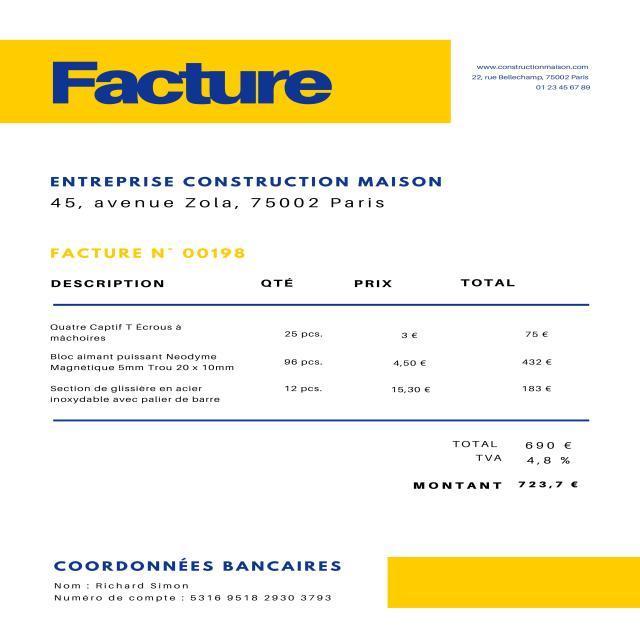 Facture
www.constructionmaison.com
22, rue Bellechamp, 75002 Paris
01 23 45 67 89
ENTREPRISE CONSTRUCTION MAISON
45, avenue Zola, 75002 Paris
FACTURE N° 00198
DESCRIPTION QTÉ PRIX TOTAL
Quatre Captif T Écrous à
mâchoires 25 pcs. 3 € 75 €
Bloc aimant puissant Neodyme
Magnétique 5mm Trou 20 x 10mm 96 pcs. 4,50 € 432 €
Section de glissière en acier 12 pcs. 15,30 € 183 €
inoxydable avec palier de barre
TOTAL 690 €
TVA 4,8 %
MONTANT 723,7 €
COORDONNÉES BANCAIRES
Nom : Richard Simon
Numéro de compte : 5316 9518 2930 3793